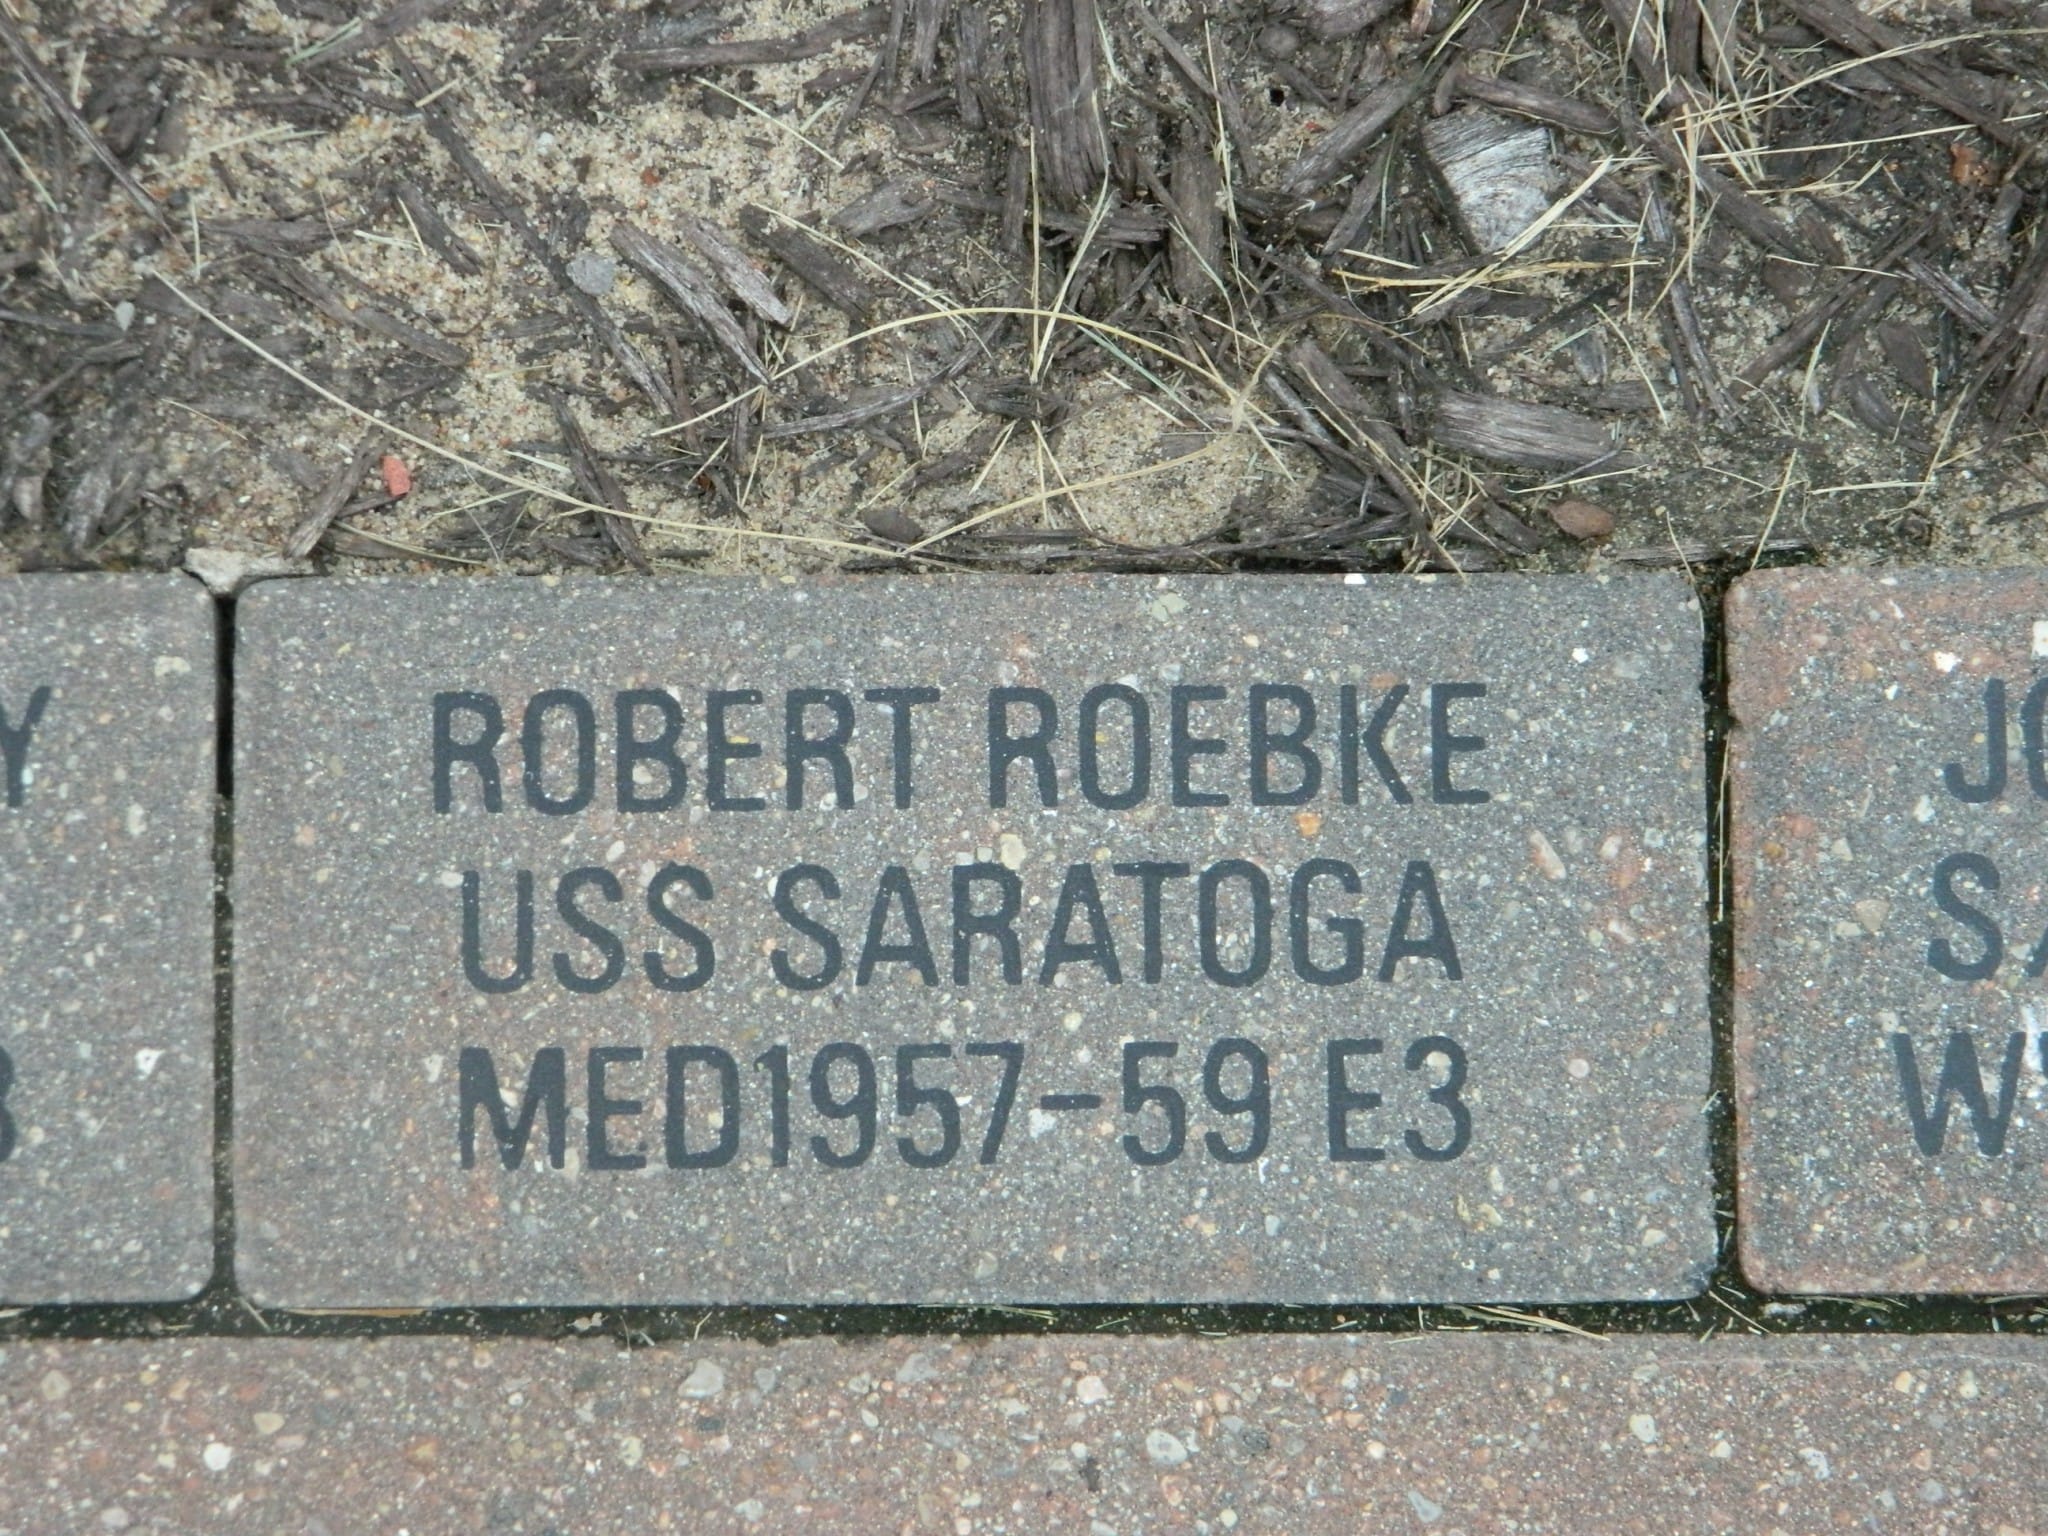 ROBERT ROEBKE
USS SARATOGA
MED1957-59 E3